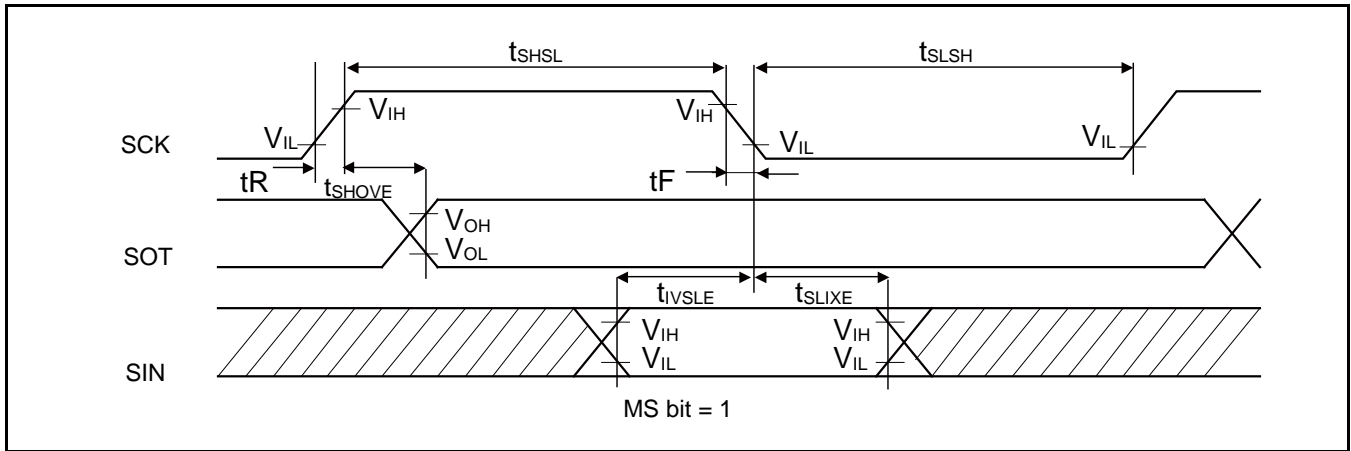 tSHSL tSLSH
SCK VIL VIH VIH VIL VIL
tR tSHOVE tF
SOT VOH
VOL
tIVSLE tSLIXE
VIH VIH
SIN VIL VIL
MS bit = 1